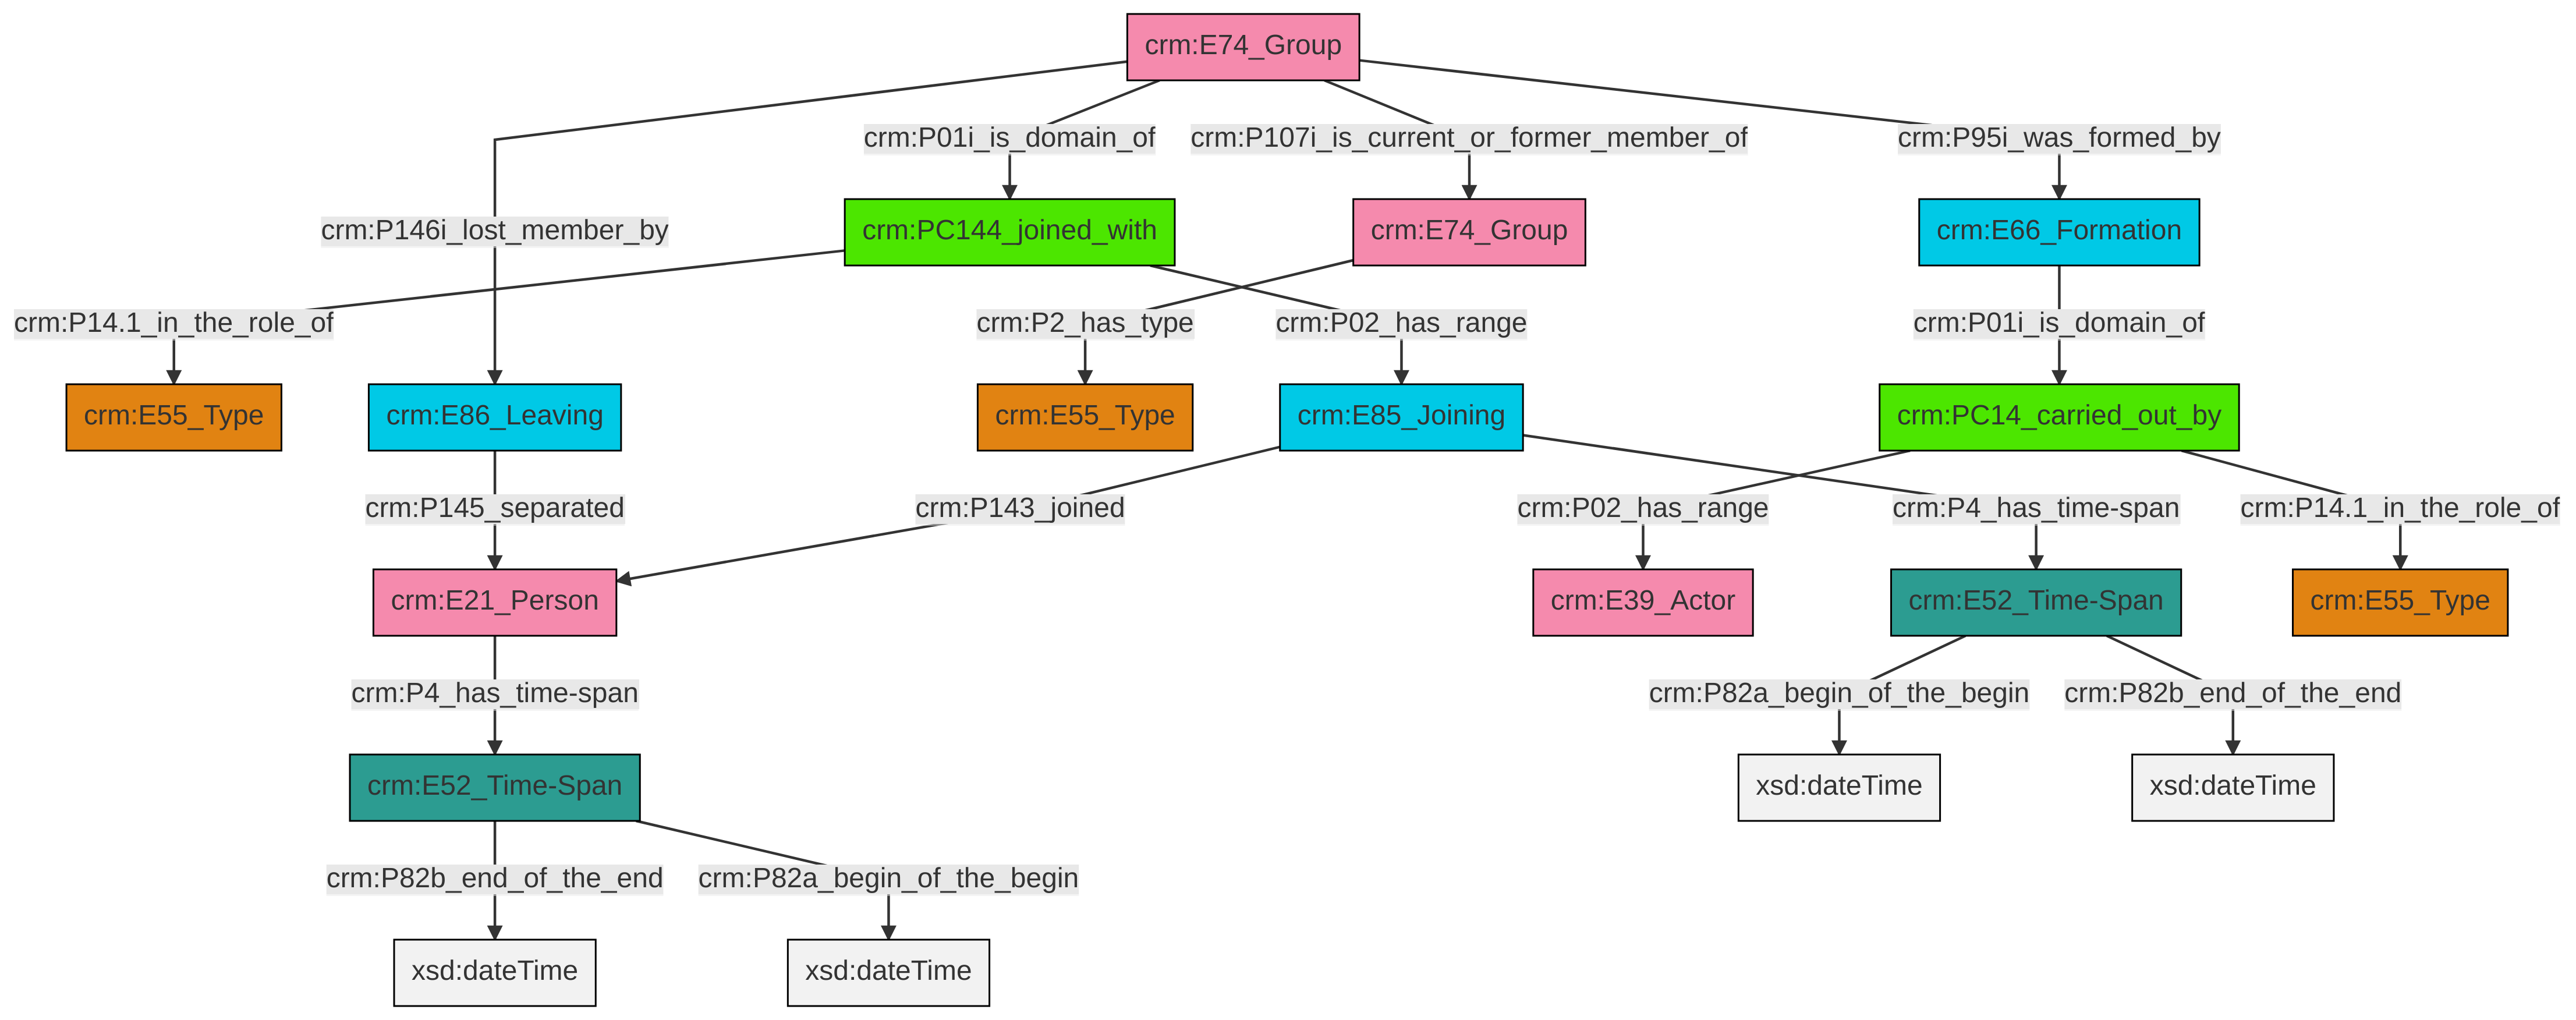 crm:E74_Group
crm:P01i_is_domain_of
crm:P107i_is_current_or_former_member_of
crm:P95i_was_formed_by
crm:P146i_lost_member_by
crm:PC144_joined_with
crm:E74_Group
crm:E66_Formation
crm:P14.1_in_the_role_of
crm:P2_has_type
crm:P02_has_range
crm:P01i_is_domain_of
crm:E55_Type
crm:E86_Leaving
crm:E55_Type
crm:E85_Joining
crm:PC14_carried_out_by
crm:P145_separated
crm:P143_joined
crm:P02_has_range
crm:P4_has_time-span
crm:P14.1_in_the_role_of
crm:E21_Person
crm:E39_Actor
crm:E52_Time-Span
crm:E55_Type
crm:P4_has_time-span
crm:P82a_begin_of_the_begin
crm:P82b_end_of_the_end
crm:E52_Time-Span
xsd:dateTime
xsd:dateTime
crm:P82b_end_of_the_end
crm:P82a_begin_of_the_begin
xsd:dateTime
xsd:dateTime